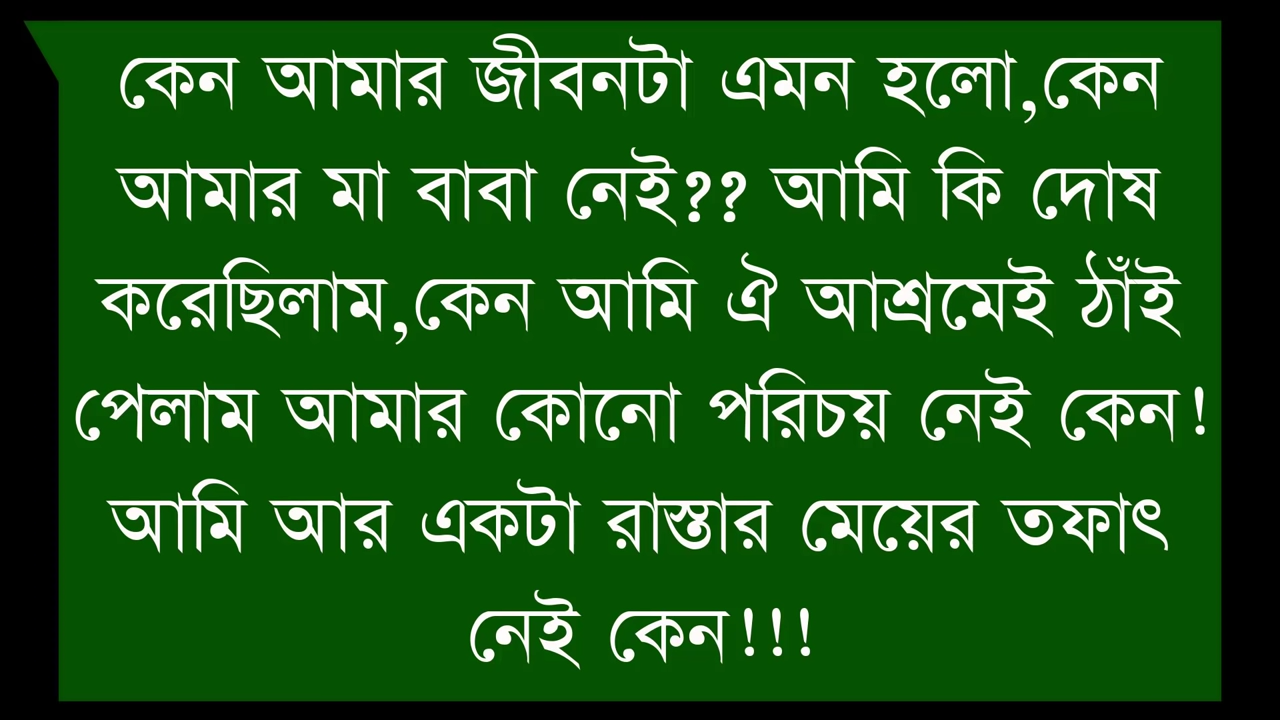 কেন আমার জীবনটা এমন হলো,কেন
আমার মা বাবা নেই?? আমি কি দোষ
করেছিলাম,কেন আমি ঐ আশ্রমেই ঠাঁই
পেলাম আমার কোনো পরিচয় নেই কেন!
আমি আর একটা রাস্তার মেয়ের তফাৎ
নেই কেন!!!